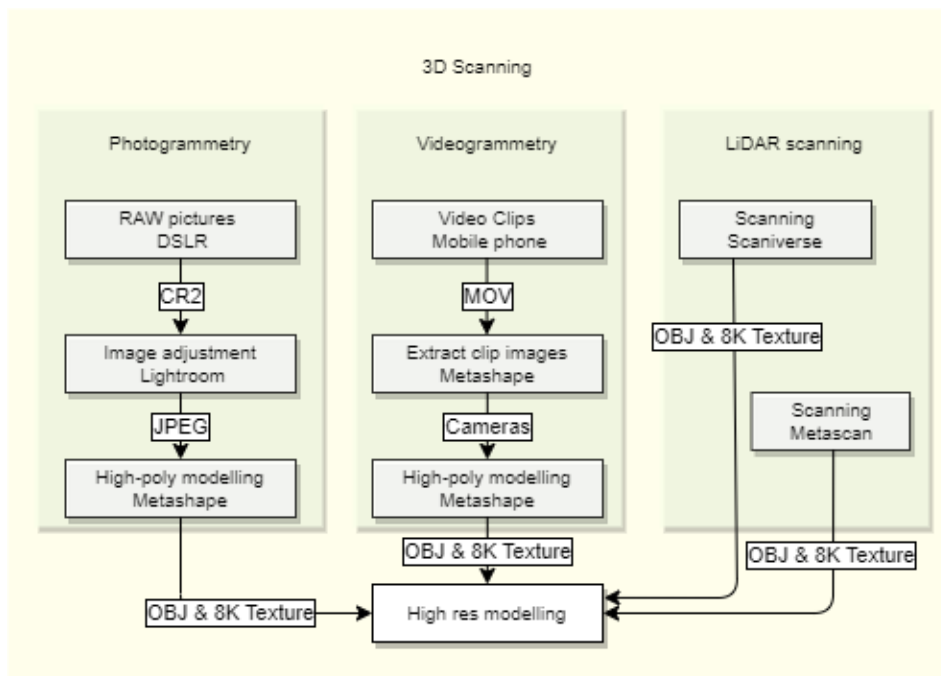 3D Scanning
Photogrammetry
RAW pictures
DSLR
CR2
Image adjustment
Lightroom
JPEG
High-poly modelling
Metashape
OBJ & 8K Texture
Videogrammetry
Video Clips
Mobile phone
MOV
Extract clip images
Metashape
Cameras
High-poly modelling
Metashape
OBJ & 8K Texture
LiDAR scanning
Scanning
Scaniverse
OBJ & 8K Texture
Scanning
Metascan
OBJ & 8K Texture
High res modelling